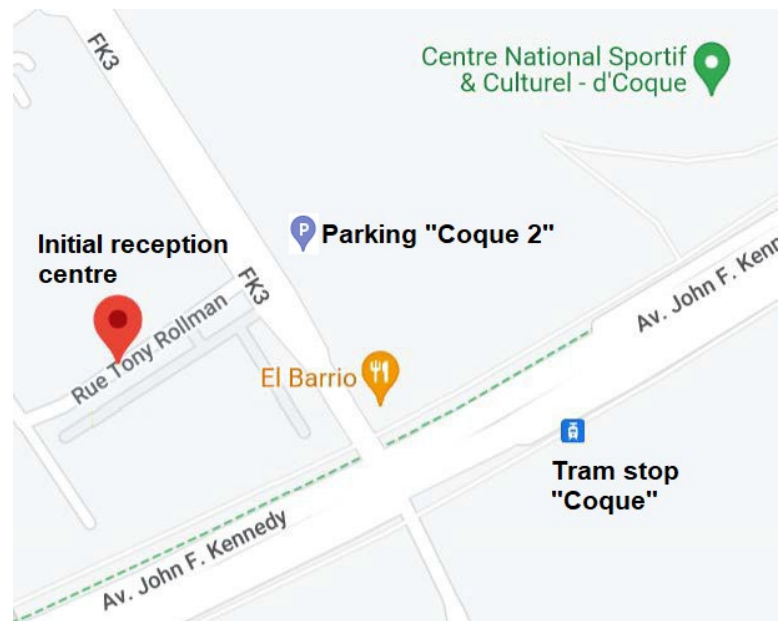 FK3
Centre National Sportif
& Culturel - d'Coque
P
Parking "Coque 2"
Initial reception
centre
FK3
Rue Tony Rollman
El Barrio
Av. John F. Kenn
Av. John F. Kennedy
Tram stop
"Coque"